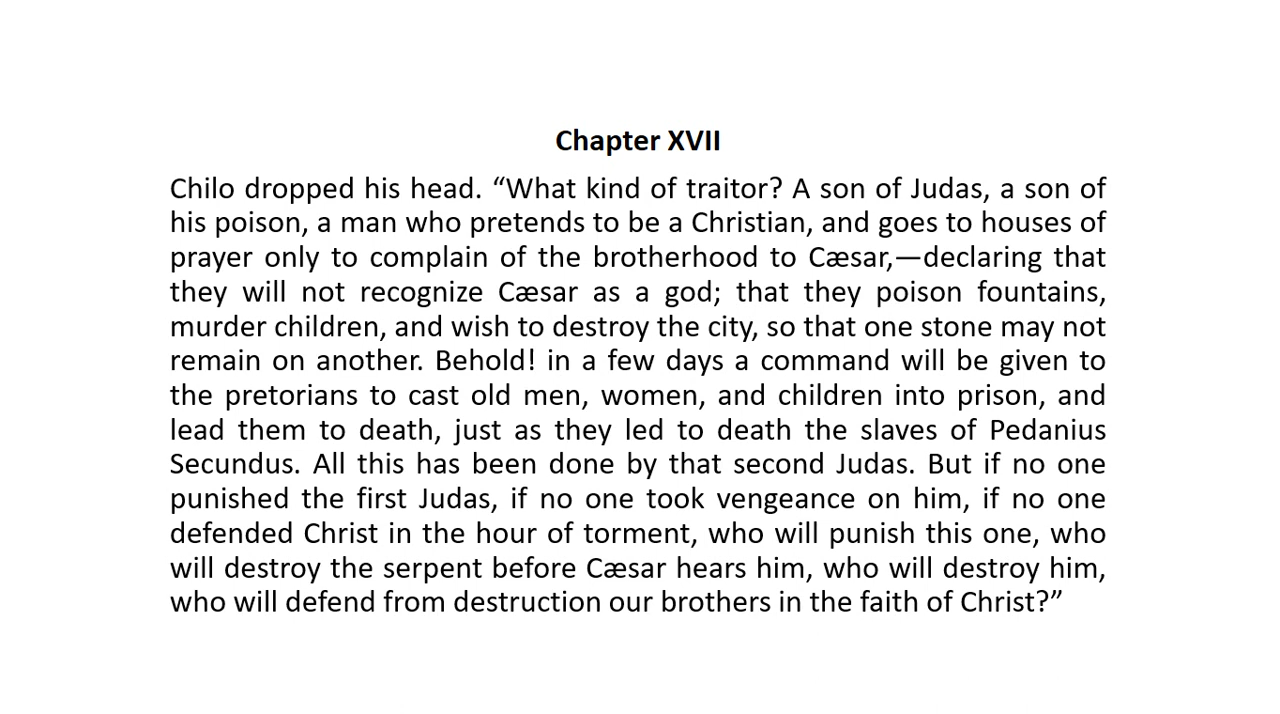 Chapter XVII
Chilo dropped his head. “What kind of traitor? A son of Judas, a son of
his poison, a man who pretends to be a Christian, and goes to houses of
prayer only to complain of the brotherhood to Cæsar,—declaring that
they will not recognize Cæsar as a god; that they poison fountains,
murder children, and wish to destroy the city, so that one stone may not
remain on another. Behold! in a few days a command will be given to
the pretorians to cast old men, women, and children into prison, and
lead them to death, just as they led to death the slaves of Pedanius
Secundus. All this has been done by that second Judas. But if no one
punished the first Judas, if no one took vengeance on him, if no one
defended Christ in the hour of torment, who will punish this one, who
will destroy the serpent before Cæsar hears him, who will destroy him,
who will defend from destruction our brothers in the faith of Christ?”